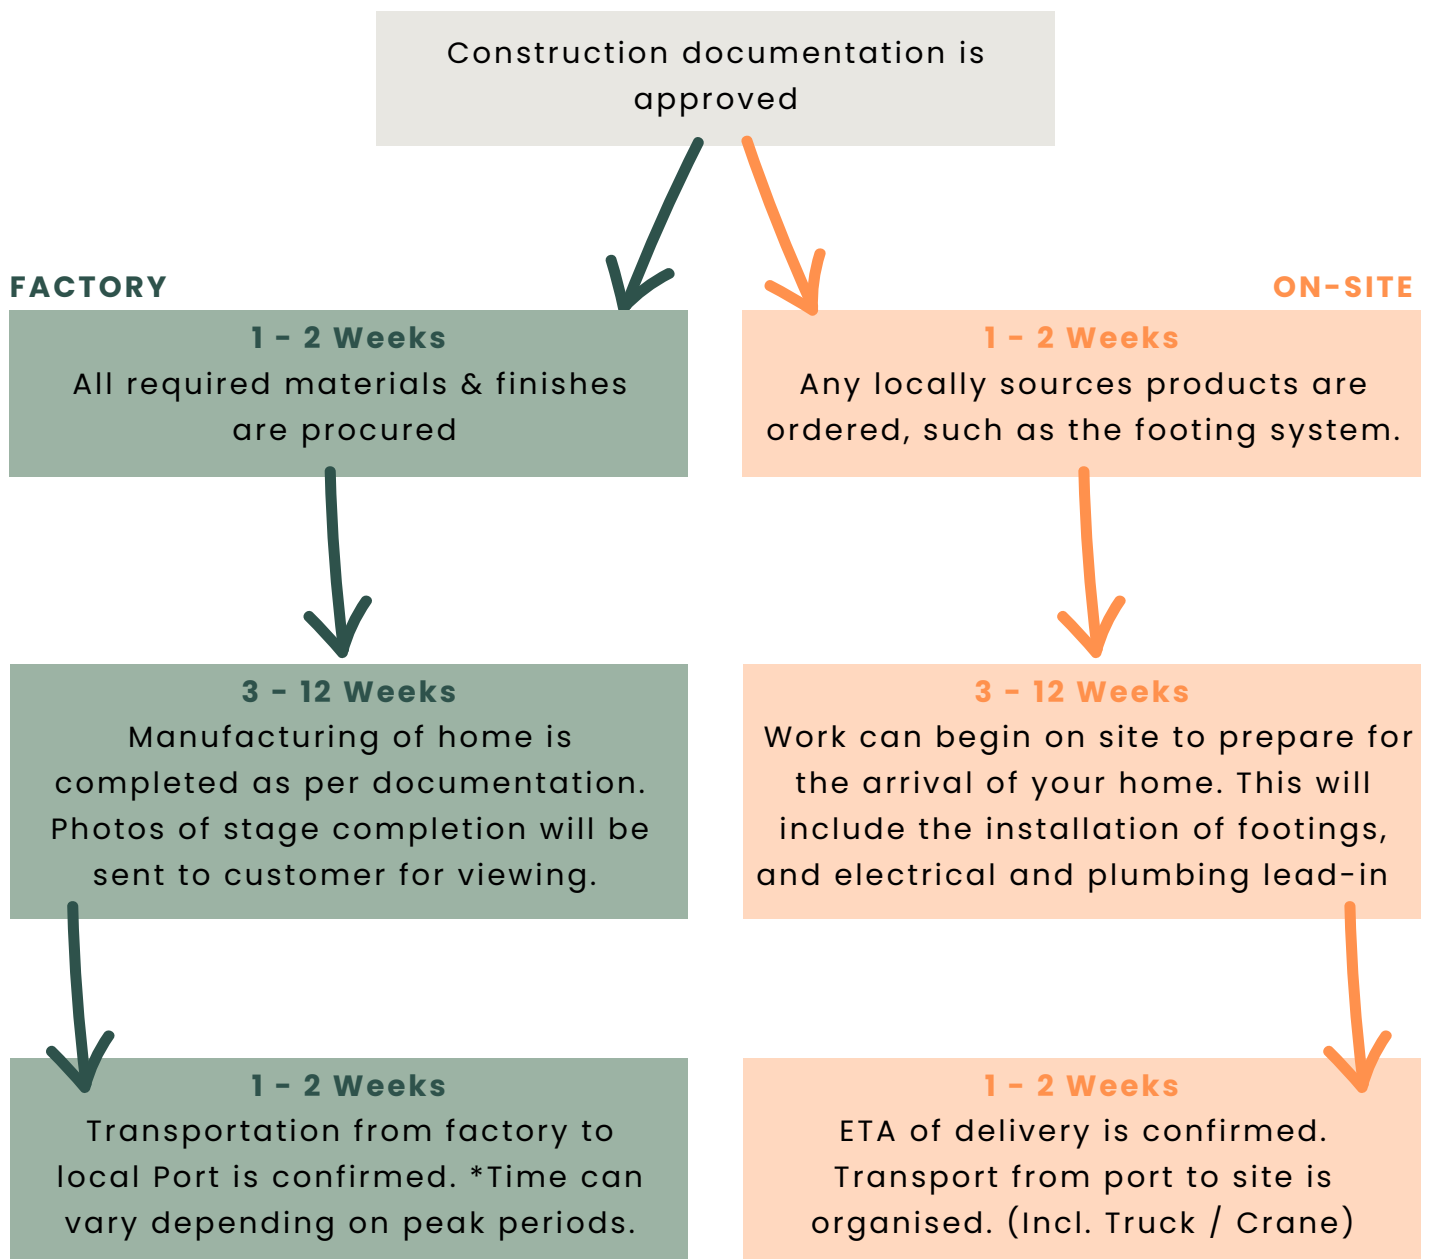 Construction documentation is
approved
FACTORY
1 - 2 Weeks
All required materials & finishes
are procured
3 - 12 Weeks
Manufacturing of home is
completed as per documentation.
Photos of stage completion will be
sent to customer for viewing.
1 - 2 Weeks
Transportation from factory to
local Port is confirmed. *Time can
vary depending on peak periods.
ON-SITE
1 - 2 Weeks
Any locally sources products are
ordered, such as the footing system.
3 - 12 Weeks
Work can begin on site to prepare for
the arrival of your home. This will
include the installation of footings,
and electrical and plumbing lead-in
1 - 2 Weeks
ETA of delivery is confirmed.
Transport from port to site is
organised. (Incl. Truck / Crane)